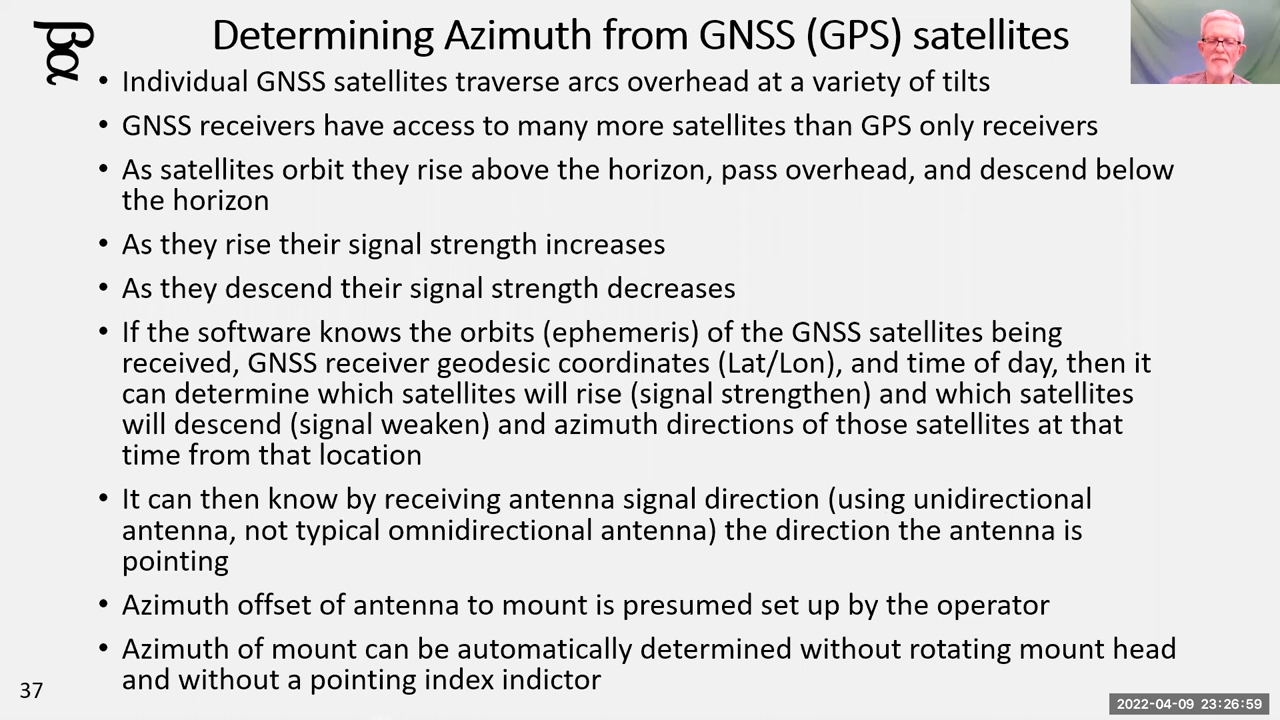 βα
Determining Azimuth from GNSS (GPS) satellites
• Individual GNSS satellites traverse arcs overhead at a variety of tilts
• GNSS receivers have access to many more satellites than GPS only receivers
• As satellites orbit they rise above the horizon, pass overhead, and descend below
the horizon
• As they rise their signal strength increases
• As they descend their signal strength decreases
• If the software knows the orbits (ephemeris) of the GNSS satellites being
received, GNSS receiver geodesic coordinates (Lat/Lon), and time of day, then it
can determine which satellites will rise (signal strengthen) and which satellites
will descend (signal weaken) and azimuth directions of those satellites at that
time from that location
• It can then know by receiving antenna signal direction (using unidirectional
antenna, not typical omnidirectional antenna) the direction the antenna is
pointing
• Azimuth offset of antenna to mount is presumed set up by the operator
• Azimuth of mount can be automatically determined without rotating mount head
and without a pointing index indictor
37
2022-04-09 23:26:59